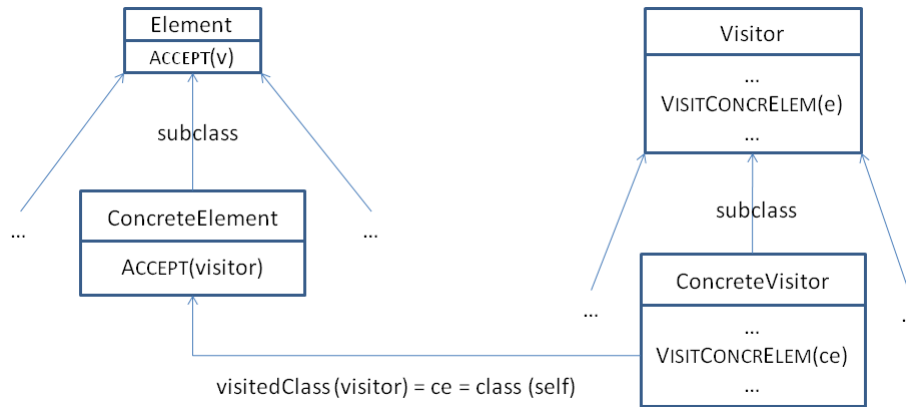 Element
ACCEPT(v)
subclass
...
ConcreteElement
...
ACCEPT(visitor)
Visitor
...
VISITCONCRELEM(e)
...
subclass
...
ConcreteVisitor
...
...
VISITCONCRELEM(ce)
...
visitedClass(visitor) = ce = class (self)